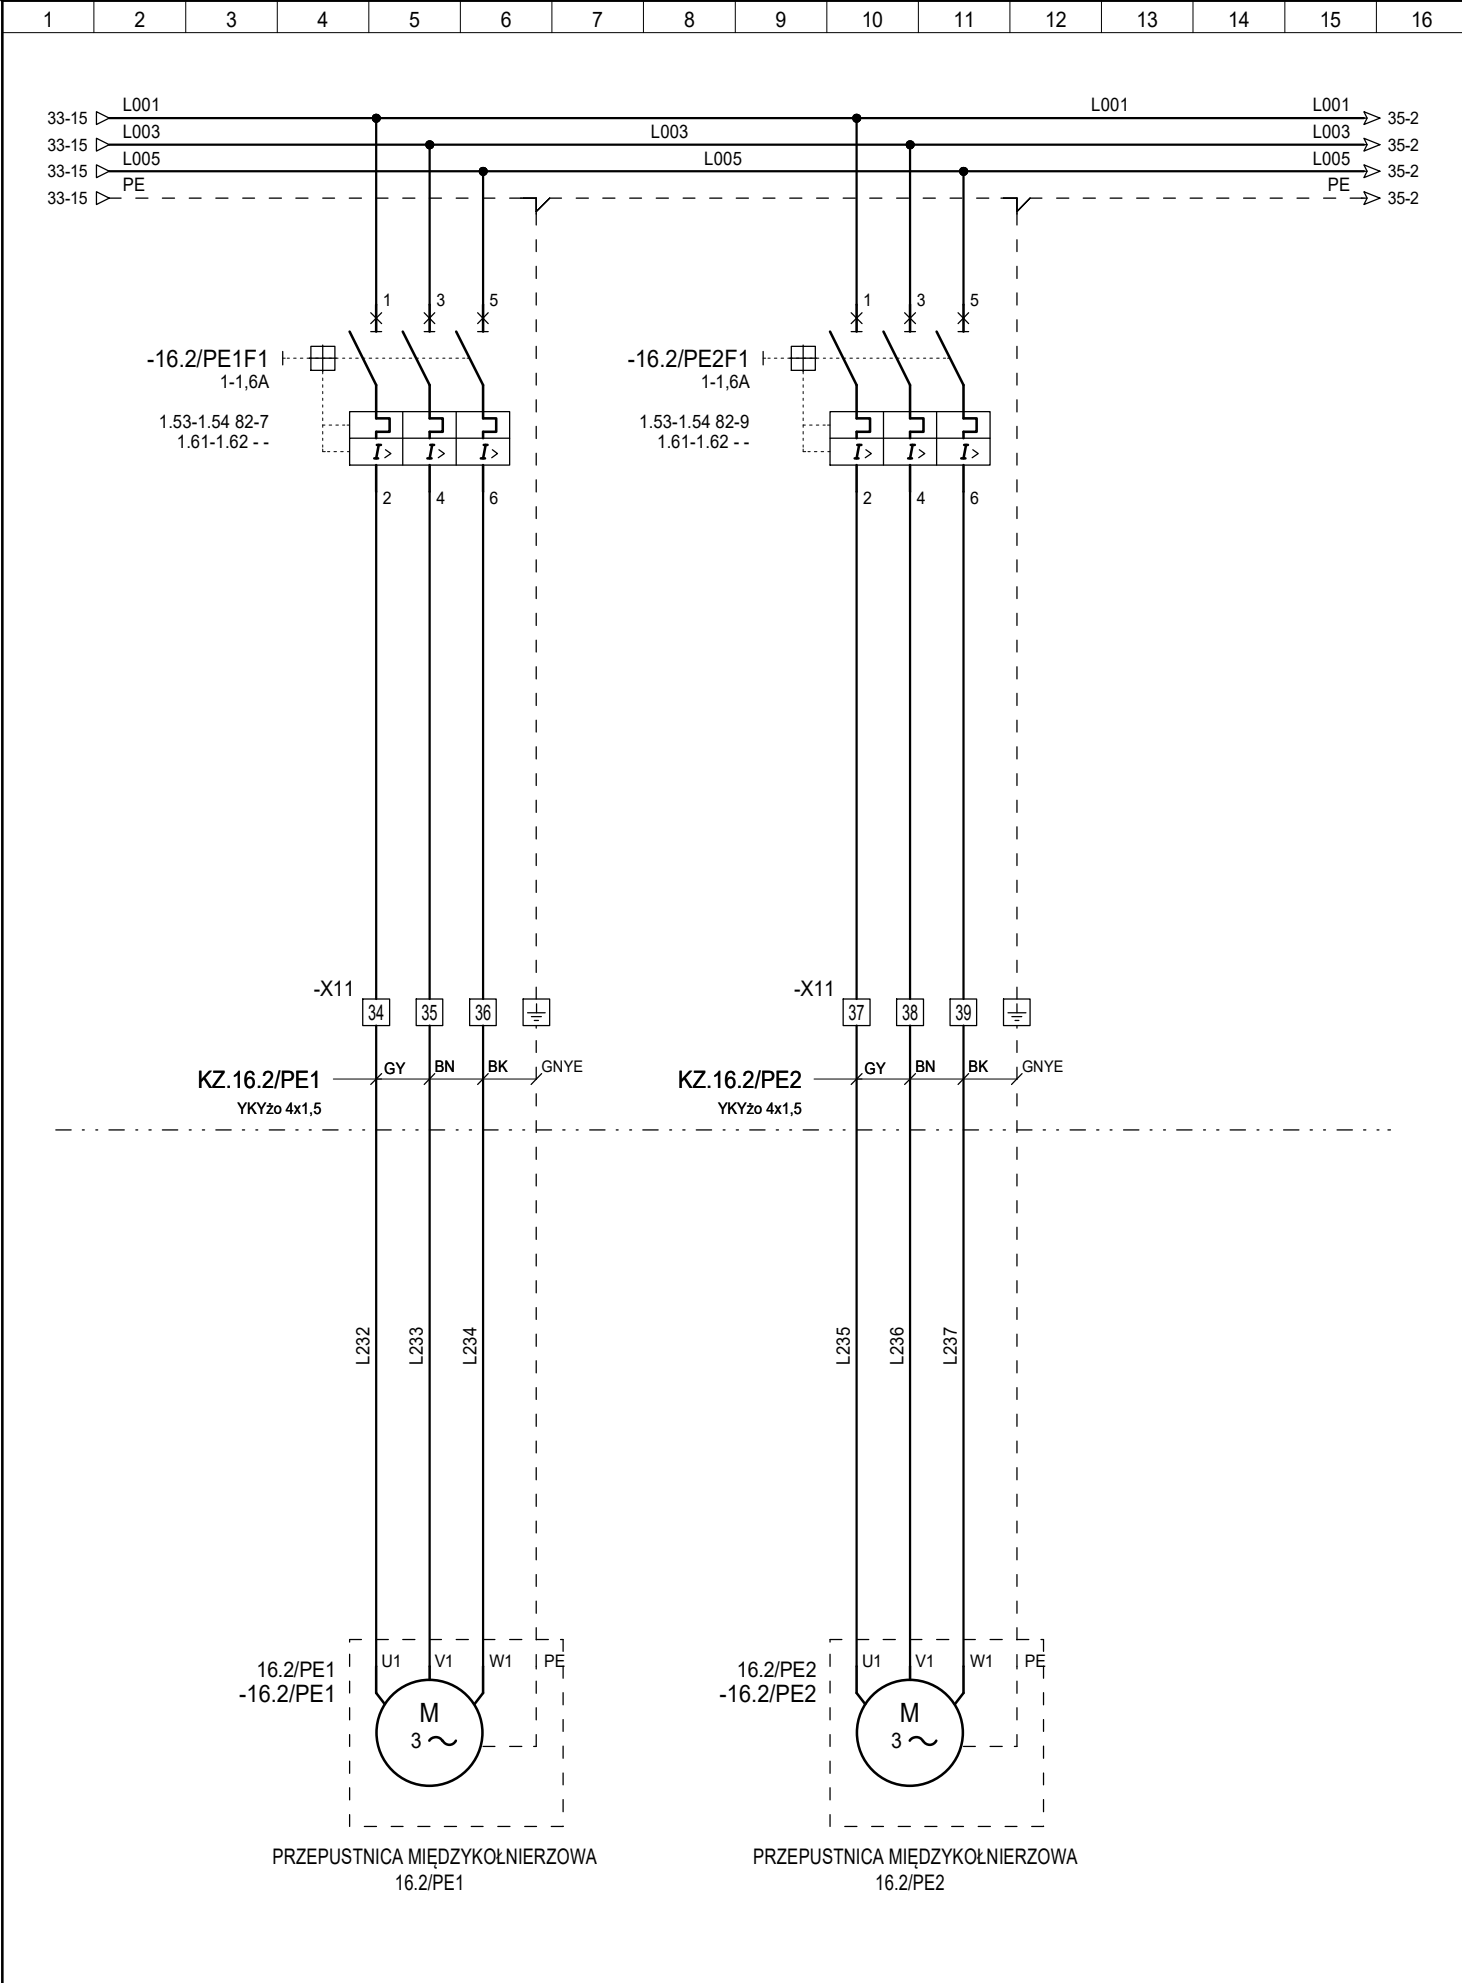 1 2 3 4 5 6 7 8 9 10 11 12 13 14 15 16
L001 L001 L001
33-15 35-2
L003 L003 L003
33-15 35-2
L005 L005 L005
33-15 35-2
PE PE
33-15 35-2
1 3 5 1 3 5
-16.2/PE1F1 -16.2/PE2F1
1-1,6A 1-1,6A
1.53-1.54 82-7 1.53-1.54 82-9
1.61-1.62 - - 1.61-1.62 - -
I> I> I> I> I> I>
2 4 6 2 4 6
-X11 -X11
34 35 36 37 38 39
GY BN BK GNYE GY BN BK GNYE
KZ.16.2/PE1 KZ.16.2/PE2
YKYżo 4x1,5 YKYżo 4x1,5
L232 L233 L234 L235 L236 L237
16.2/PE1 U1 V1 W1 PE 16.2/PE2 U1 V1 W1 PE
-16.2/PE1 -16.2/PE2
M M
3 3
PRZEPUSTNICA MIĘDZYKOŁNIERZOWA PRZEPUSTNICA MIĘDZYKOŁNIERZOWA
16.2/PE1 16.2/PE2